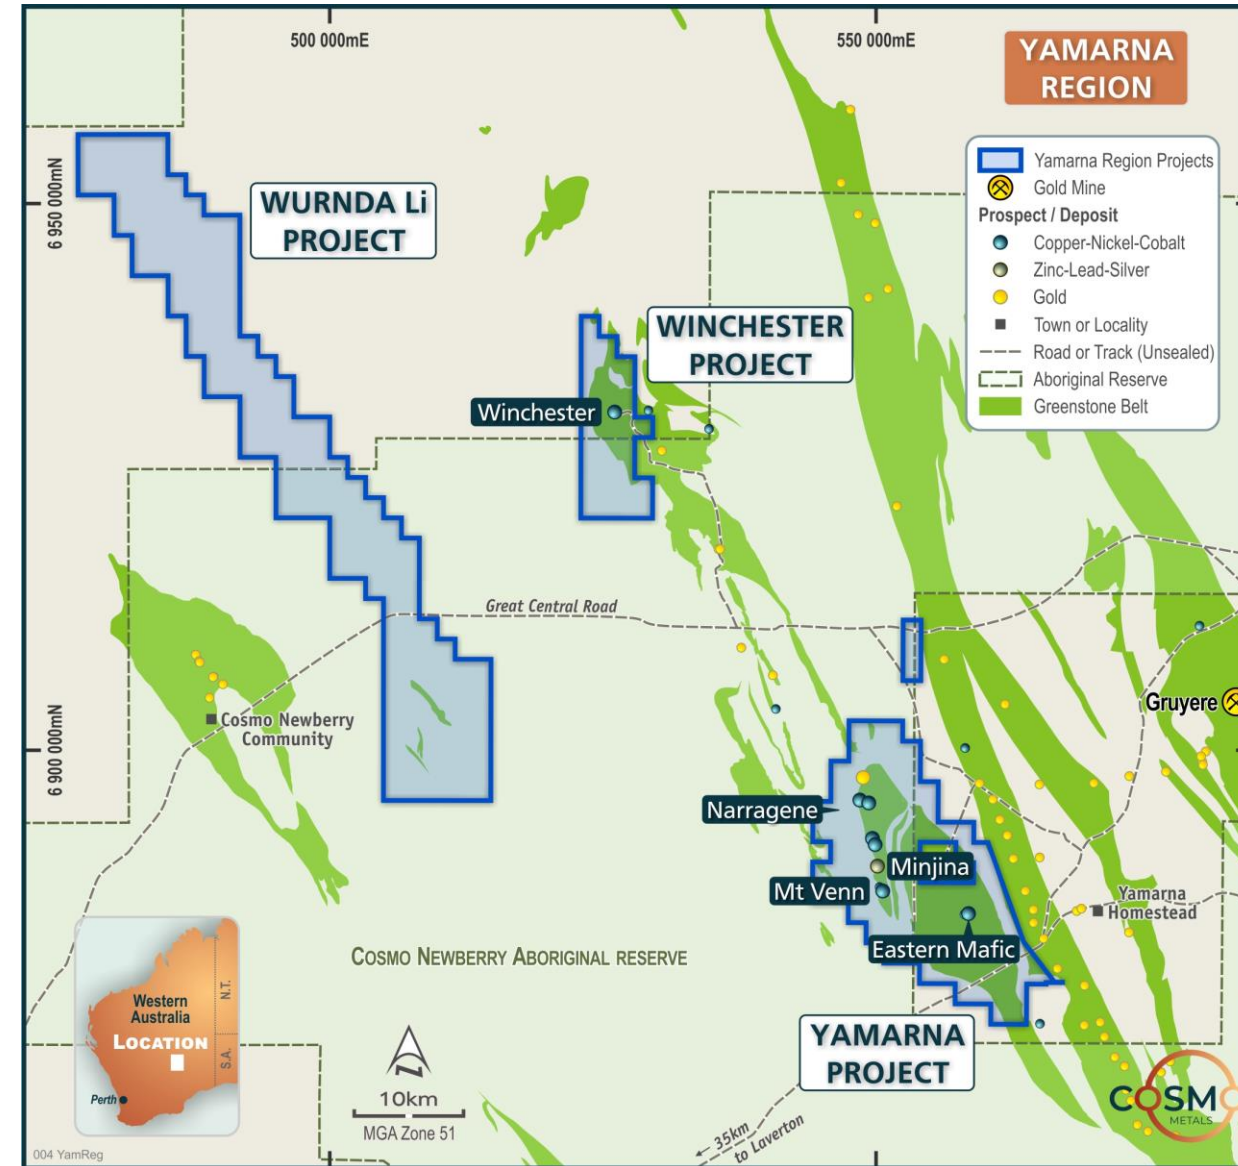 500 000mE
550 000mE
YAMARNA
REGION
Yamarna Region Projects
Gold Mine
Prospect / Deposit
Copper-Nickel-Cobalt
Zinc-Lead-Silver
Gold
Town or Locality
Road or Track (Unsealed)
Aboriginal Reserve
Greenstone Belt
6 950 000mN
WURNDA Li
PROJECT
WINCHESTER
PROJECT
Winchester
Great Central Road
Gruyere
Cosmo Newberry
Community
6 900 000mN
Narragene
Minjina
Mt Venn
Yamarna
Homestead
Eastern Mafic
COSMO NEWBERRY ABORIGINAL RESERVE
Western
Australia
LOCATION
N.T.
S.A.
Perth
N
10km
MGA Zone 51
YAMARNA
PROJECT
35km
to Laverton
COSMO
METALS
004 YamReg